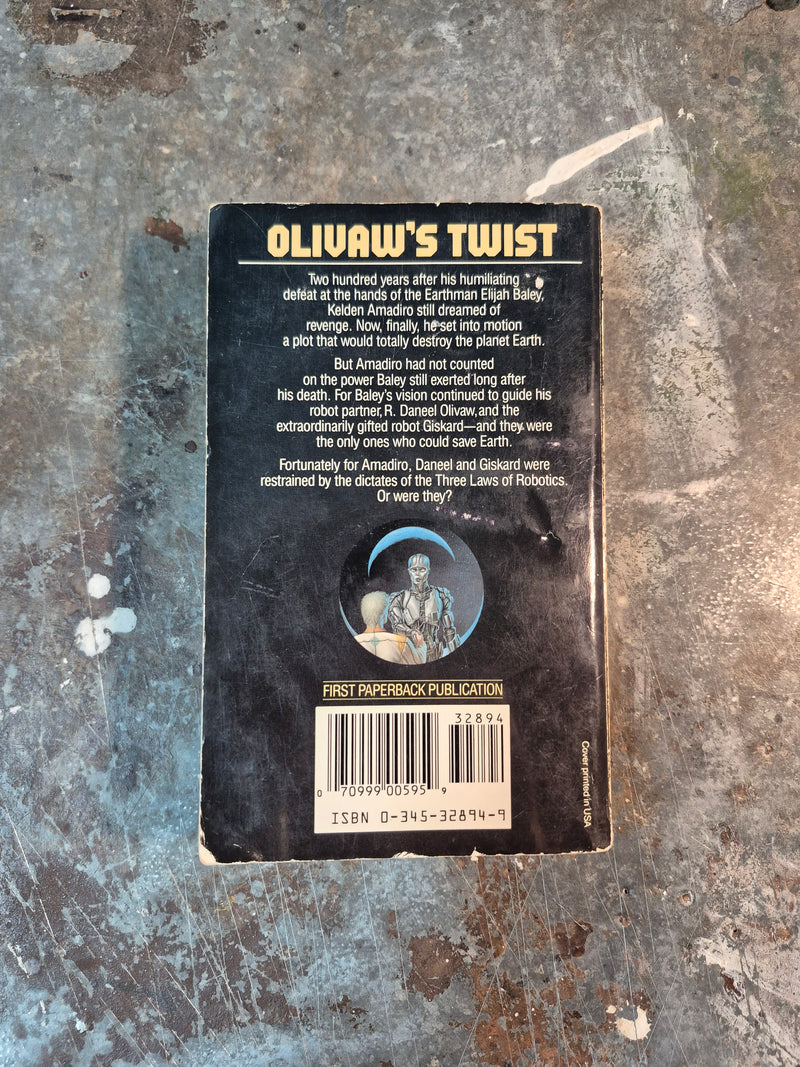 OLIVAW'S TWIST
Two hundred years after his humiliating
defeat at the hands of the Earthman Elijah Baley,
Kelden Amadiro still dreamed of
revenge. Now, finally, he set into motion
a plot that would totally destroy the planet Earth.
But Amadiro had not counted
on the power Baley still exerted long after
his death. For Baley's vision continued to guide his
robot partner, R. Daneel Olivaw, and the
extraordinarily gifted robot Giskard—and they were
the only ones who could save Earth.
Fortunately for Amadiro, Daneel and Giskard were
restrained by the dictates of the Three Laws of Robotics.
Or were they?
FIRST PAPERBACK PUBLICATION
32894
0 70999 00595 9
ISBN 0-345-32894-9
Cover printed in USA